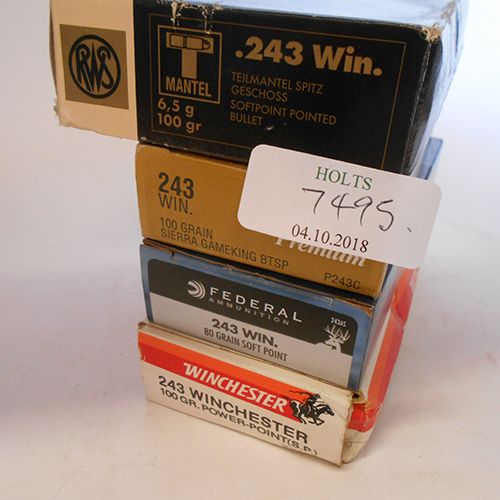 RWS
T
MANTEL
6,5 g
100 gr
.243 Win.
TEILMANTEL SPITZ
GESCHOSS
SOFTPOINT POINTED
BULLET
243
WIN.
100 GRAIN
SIERRA GAMEKING BTSP
Premium
P243C
HOLTS
7495.
04.10.2018
FEDERAL
AMMUNITION
243 WIN.
80 GRAIN SOFT POINT
243AS
WINCHESTER
243 WINCHESTER
100 GR. POWER-POINT(S.P.)